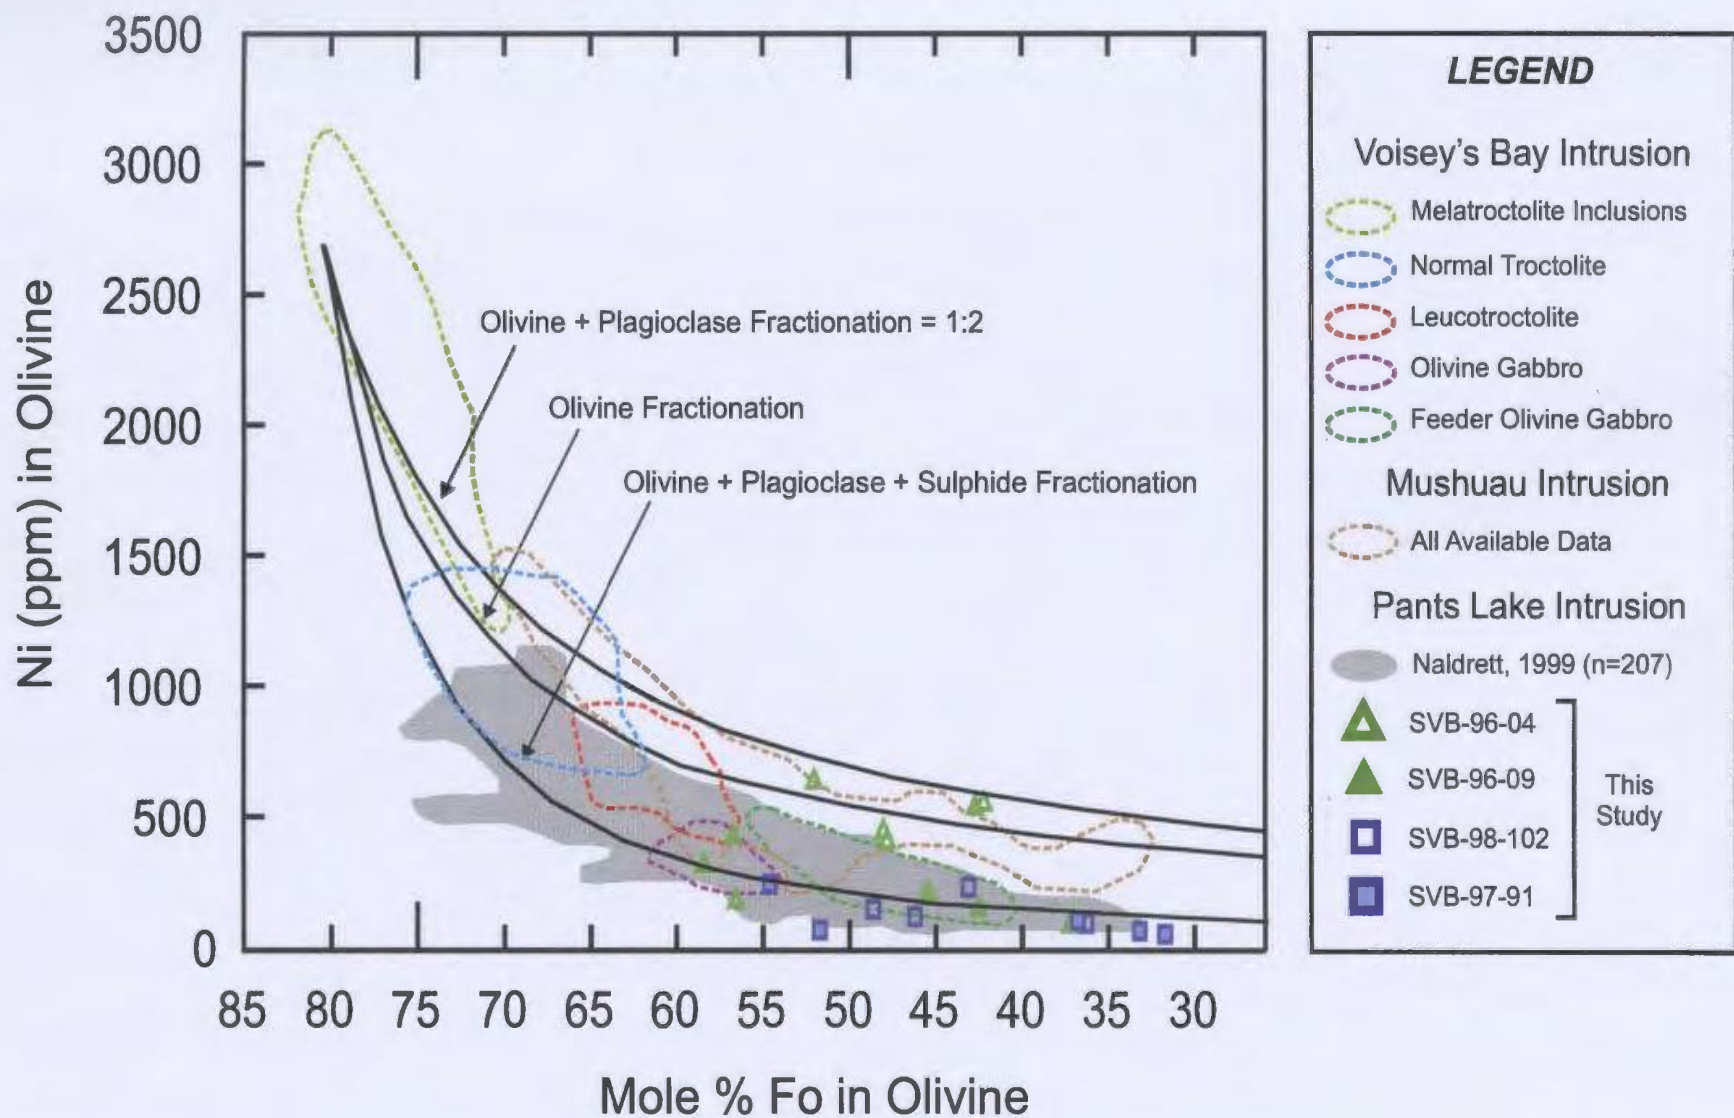 3500
3000
2500
2000
1500
1000
500
0
Ni (ppm) in Olivine
Olivine + Plagioclase Fractionation = 1:2
Olivine Fractionation
Olivine + Plagioclase + Sulphide Fractionation
85 80 75 70 65 60 55 50 45 40 35 30
Mole % Fo in Olivine
LEGEND
Voisey's Bay Intrusion
Melatroctolite Inclusions
Normal Troctolite
Leucotroctolite
Olivine Gabbro
Feeder Olivine Gabbro
Mushuau Intrusion
All Available Data
Pants Lake Intrusion
Naldrett, 1999 (n=207)
SVB-96-04
SVB-96-09
SVB-98-102
SVB-97-91
This
Study